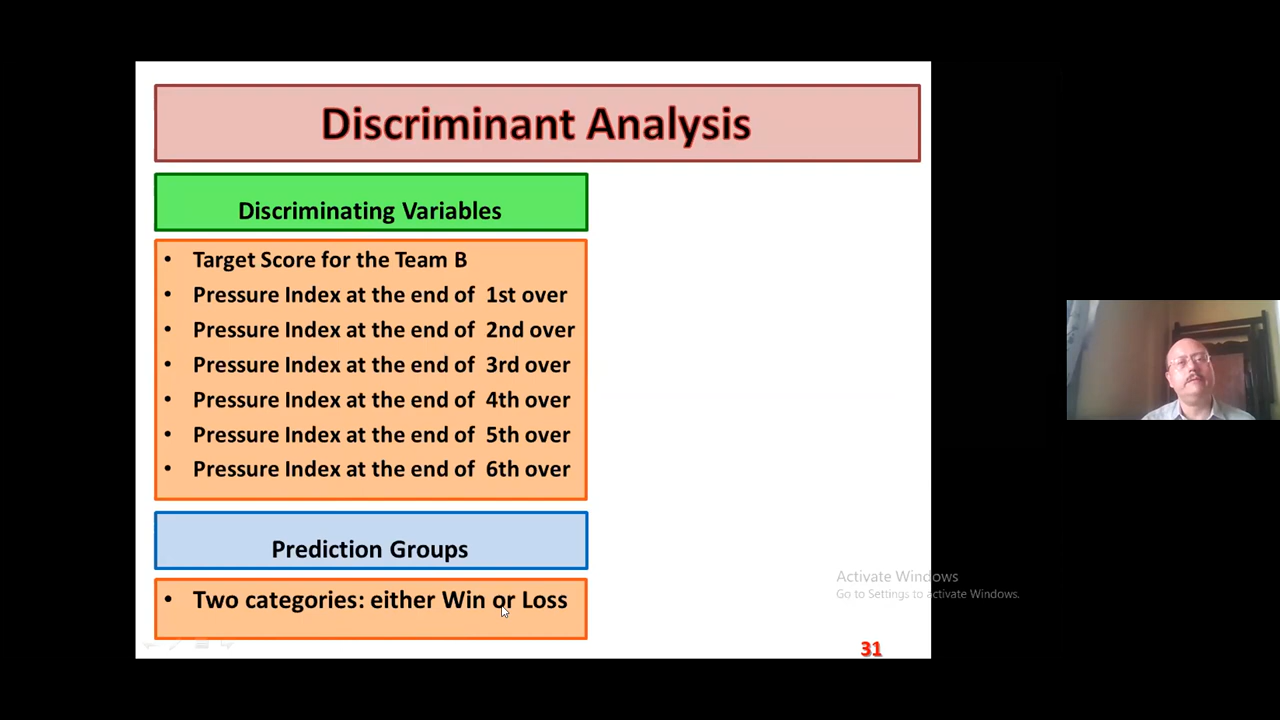 Discriminant Analysis
Discriminating Variables
• Target Score for the Team B
• Pressure Index at the end of 1st over
• Pressure Index at the end of 2nd over
• Pressure Index at the end of 3rd over
• Pressure Index at the end of 4th over
• Pressure Index at the end of 5th over
• Pressure Index at the end of 6th over
Prediction Groups
• Two categories: either Win or Loss
Activate Windows
Go to Settings to activate Windows.
31